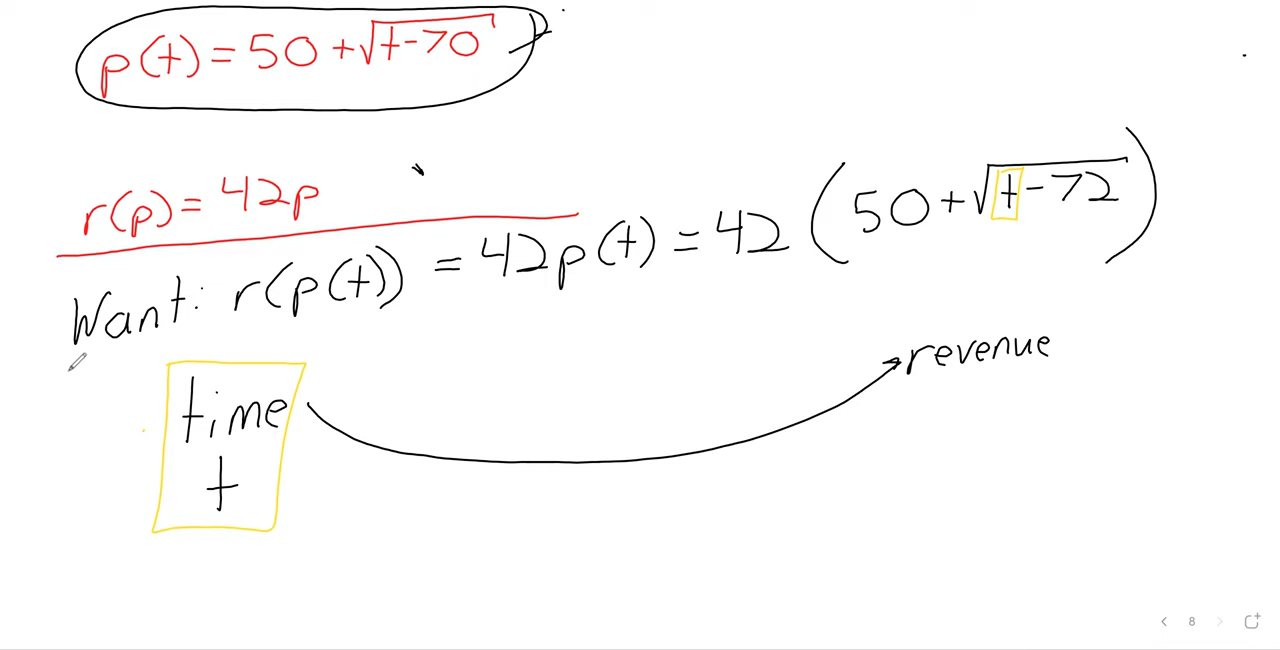 p(t) = 50 + √t-70
r(p) = 42p
Want: r(p(t)) = 42p(t) = 42 (50 + √t-72)
revenue
time
t
8